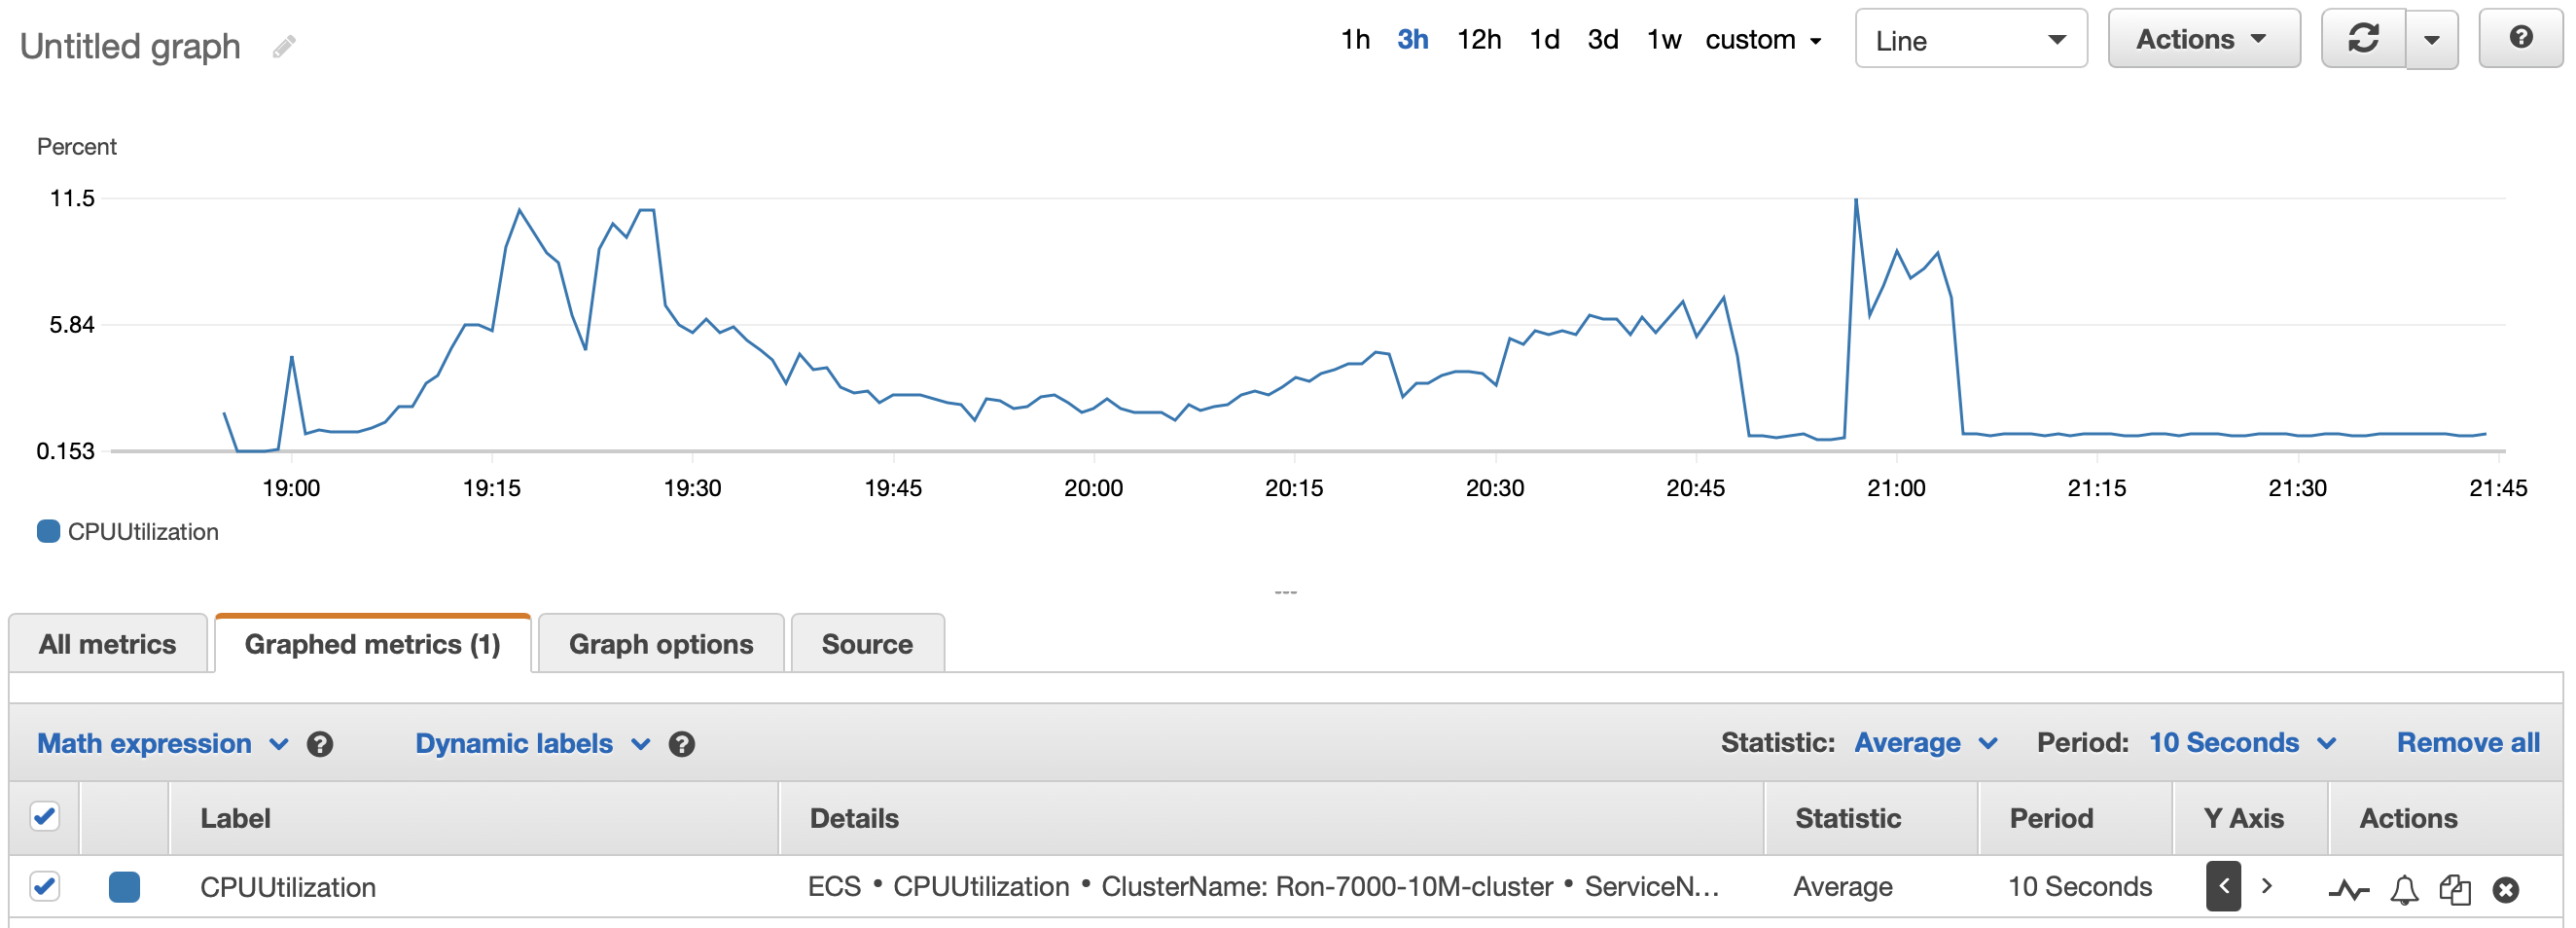 Untitled graph
1h 3h 12h 1d 3d 1w custom Line Actions
Percent
11.5
5.84
0.153
19:00 19:15 19:30 19:45 20:00 20:15 20:30 20:45 21:00 21:15 21:30 21:45
CPUUtilization
All metrics Graphed metrics (1) Graph options Source
Math expression Dynamic labels Statistic: Average Period: 10 Seconds Remove all
Label Details Statistic Period Y Axis Actions
CPUUtilization ECS • CPUUtilization • ClusterName: Ron-7000-10M-cluster • ServiceN... Average 10 Seconds